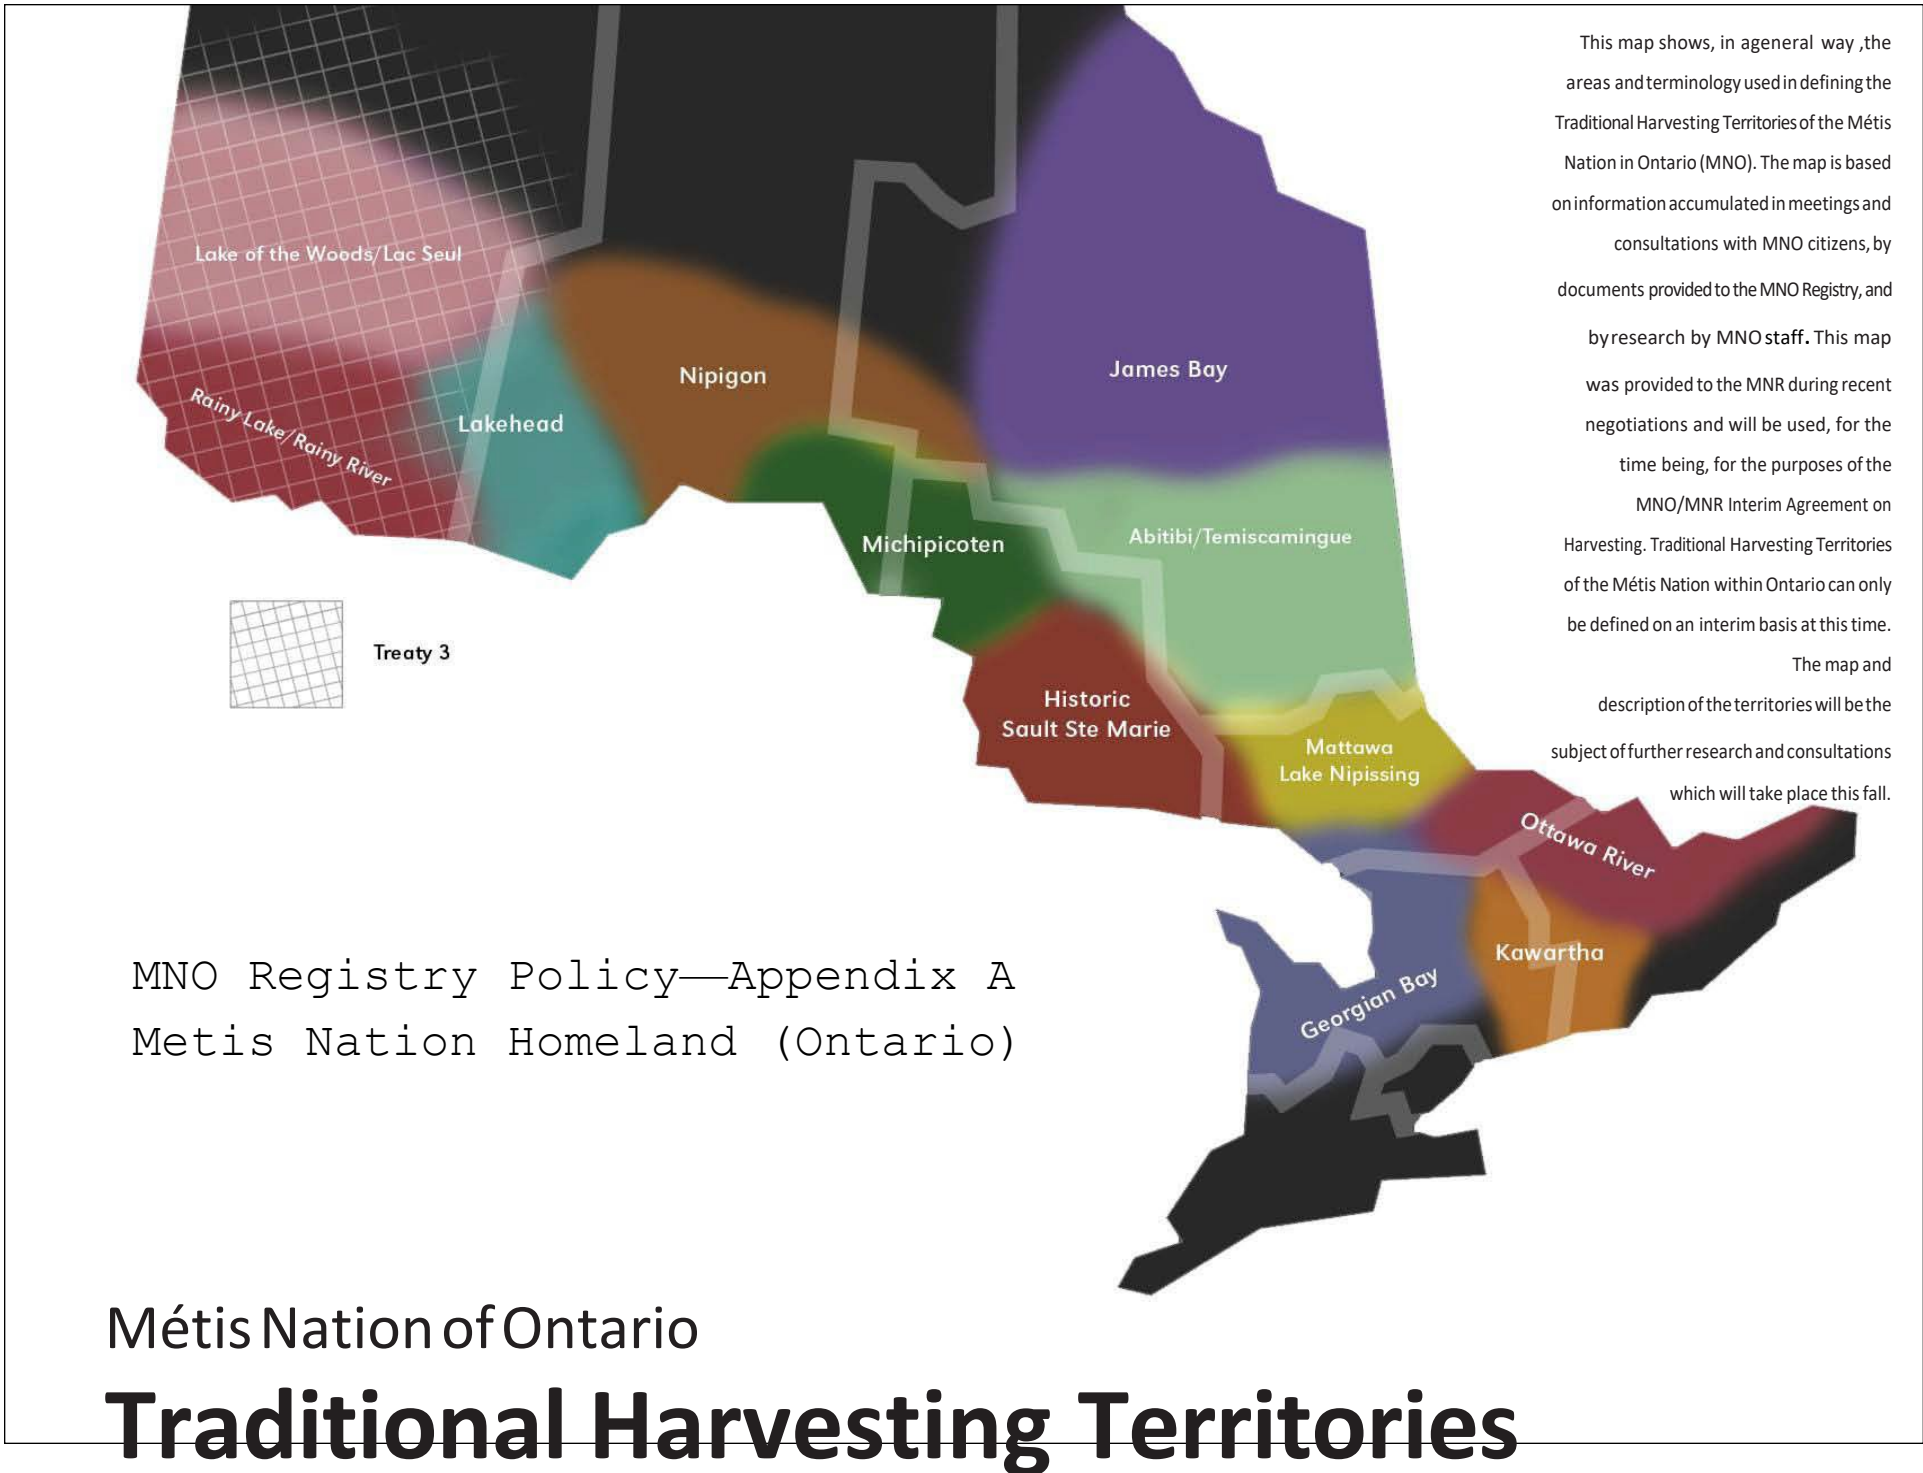 This map shows, in ageneral way ,the
areas and terminology used in defining the
Traditional Harvesting Territories of the Métis
Nation in Ontario (MNO). The map is based
on information accumulated in meetings and
consultations with MNO citizens, by
documents provided to the MNO Registry, and
by research by MNO staff. This map
was provided to the MNR during recent
negotiations and will be used, for the
time being, for the purposes of the
MNO/MNR Interim Agreement on
Harvesting. Traditional Harvesting Territories
of the Métis Nation within Ontario can only
be defined on an interim basis at this time.
The map and
description of the territories will be the
subject of further research and consultations
which will take place this fall.
Lake of the Woods/Lac Seul
Rainy Lake/Rainy River
Lakehead
Nipigon
James Bay
Michipicoten
Abitibi/Temiscamingue
Treaty 3
Historic
Sault Ste Marie
Mattawa
Lake Nipissing
Ottawa River
Kawartha
Georgian Bay
MNO Registry Policy—Appendix A
Metis Nation Homeland (Ontario)
Métis Nation of Ontario
Traditional Harvesting Territories